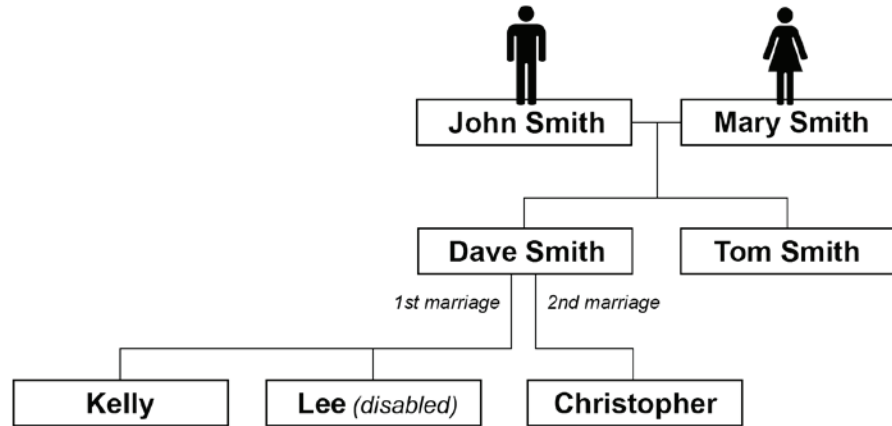 John Smith
Mary Smith
Dave Smith
Tom Smith
1st marriage
2nd marriage
Kelly
Lee (disabled)
Christopher